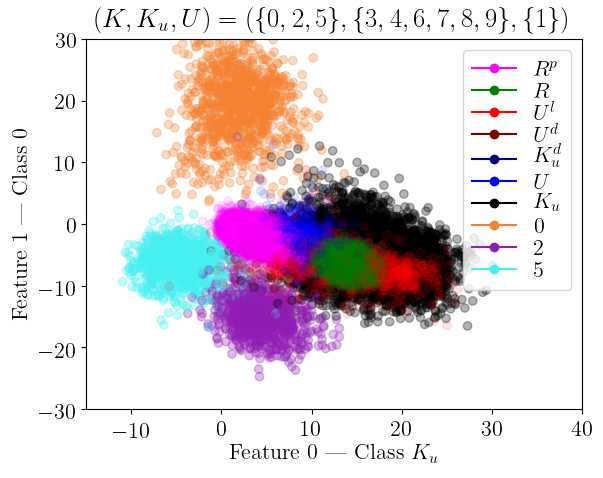 (K, K_u, U) = ({0, 2, 5}, {3, 4, 6, 7, 8, 9}, {1})
30
20
10
0
−10
−20
−30
Feature 1 — Class 0
R^p
R
U^l
U^d
K_u^d
U
K_u
0
2
5
−10
0
10
20
30
40
Feature 0 — Class K_u